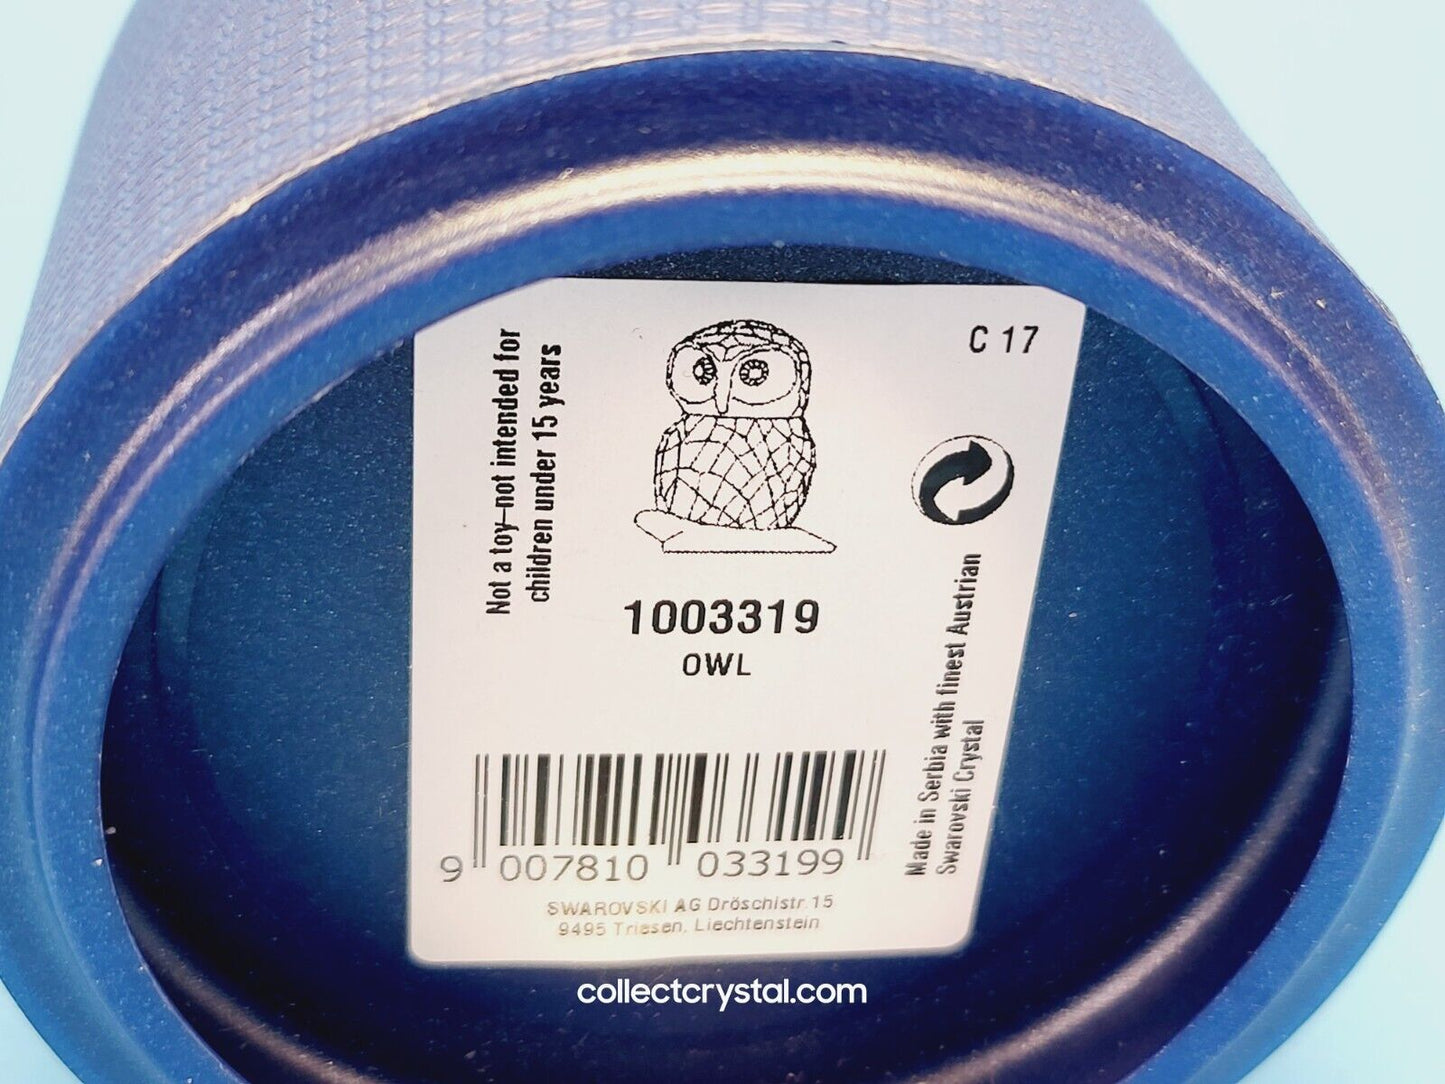 C 17
Not a toy-not intended for
children under 15 years
1003319
OWL
Made in Serbia with finest Austrian
Swarovski Crystal
9 007810 033199
SWAROVSKI AG Dröschistr.15
9495 Triesen, Liechtenstein
collectcrystal.com